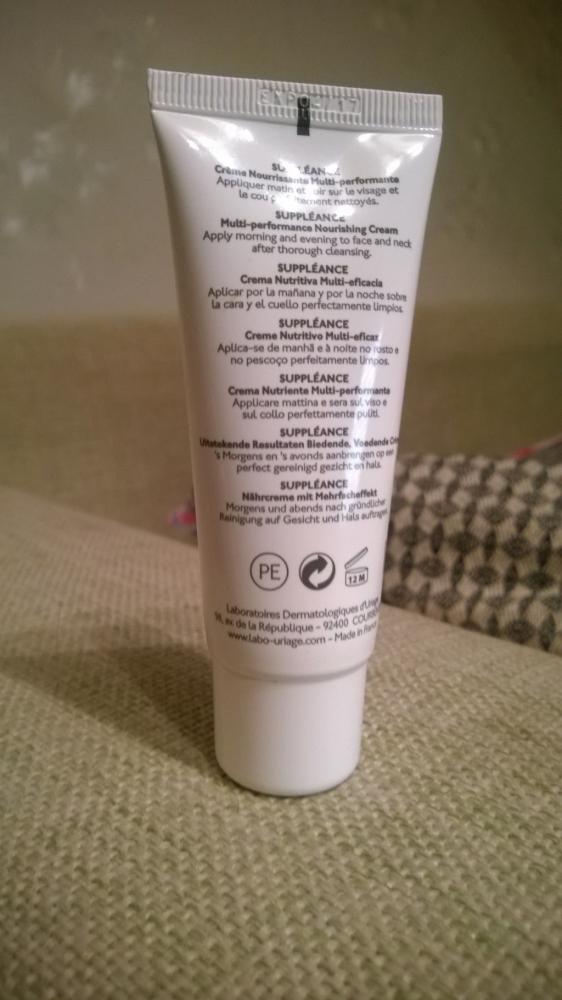 SUPPLÉANCE
Crème Nourrissante Multi-performante
Appliquer matin et soir sur le visage et
le cou nettoyés.
SUPPLÉANCE
Multi-performance Nourishing Cream
Apply morning and evening to face and neck
after thorough cleansing.
SUPPLÉANCE
Crema Nutritiva Multi-eficacia
Aplicar por la mañana y por la noche sobre
la cara y el cuello perfectamente limpios.
SUPPLÉANCE
Creme Nutritivo Multi-eficaz
Aplica-se de manhã e à noite no rosto e
no pescoço perfeitamente limpos.
SUPPLÉANCE
Crema Nutriente Multi-performante
Applicare mattina e sera sul viso e
sul collo perfettamente puliti.
SUPPLÉANCE
Uitstekende Resultaten Biedende, Voedende
's Morgens en 's avonds aanbrengen op een
perfect gereinigd gezicht en hals.
SUPPLÉANCE
Nährcreme mit Mehrfacheffekt
Morgens und abends nach gründlicher
Reinigung auf Gesicht und Hals auftragen
PE
12 M
Laboratoires Dermatologiques d'Uriage
98, av. de la République - 92400
www.labo-uriage.com - Made in France